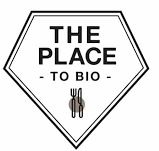 THE
PLACE
- TO BIO -